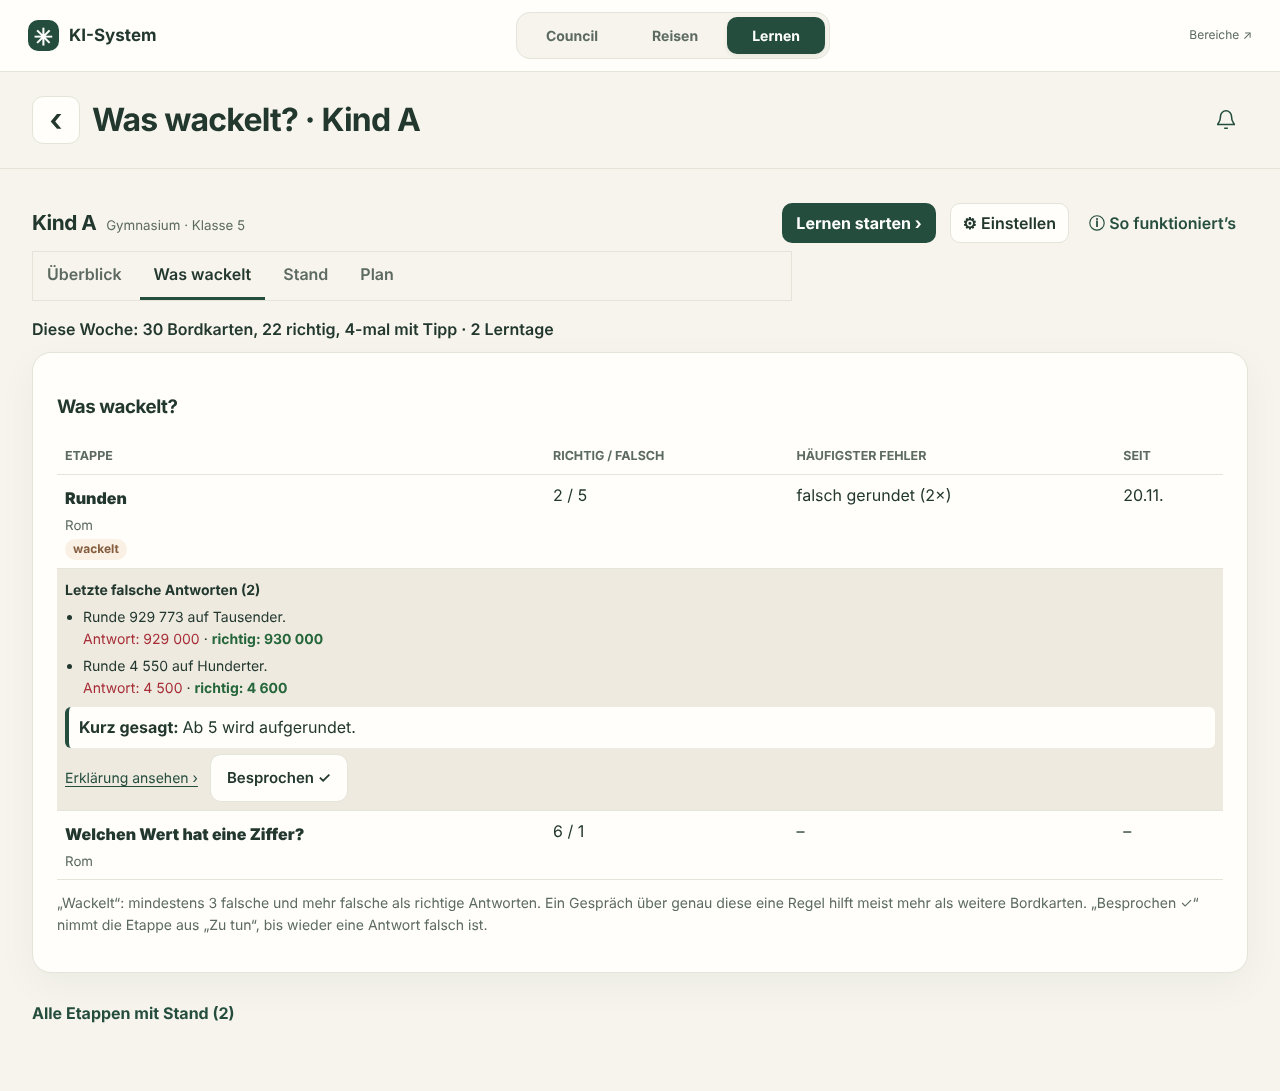 KI-System
Council Reisen Lernen
Bereiche ↗
‹ Was wackelt? · Kind A
Kind A Gymnasium · Klasse 5
Lernen starten › ⚙ Einstellen ⓘ So funktioniert’s
Überblick Was wackelt Stand Plan
Diese Woche: 30 Bordkarten, 22 richtig, 4-mal mit Tipp · 2 Lerntage
Was wackelt?
ETAPPE RICHTIG / FALSCH HÄUFIGSTER FEHLER SEIT
Runden 2 / 5 falsch gerundet (2×) 20.11.
Rom
wackelt
Letzte falsche Antworten (2)
• Runde 929 773 auf Tausender.
Antwort: 929 000 · richtig: 930 000
• Runde 4 550 auf Hunderter.
Antwort: 4 500 · richtig: 4 600
Kurz gesagt: Ab 5 wird aufgerundet.
Erklärung ansehen › Besprochen ✓
Welchen Wert hat eine Ziffer? 6 / 1 – –
Rom
„Wackelt“: mindestens 3 falsche und mehr falsche als richtige Antworten. Ein Gespräch über genau diese eine Regel hilft meist mehr als weitere Bordkarten. „Besprochen ✓“
nimmt die Etappe aus „Zu tun“, bis wieder eine Antwort falsch ist.
Alle Etappen mit Stand (2)